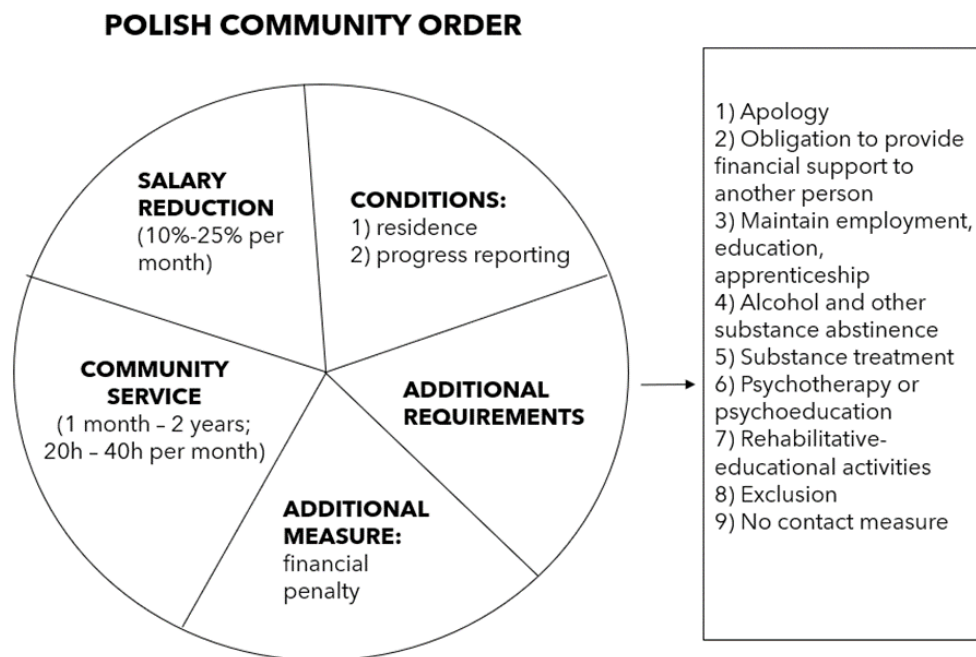 POLISH COMMUNITY ORDER
SALARY
REDUCTION
(10%-25% per
month)
CONDITIONS:
1) residence
2) progress reporting
COMMUNITY
SERVICE
(1 month – 2 years;
20h – 40h per month)
ADDITIONAL
REQUIREMENTS
ADDITIONAL
MEASURE:
financial
penalty
1) Apology
2) Obligation to provide
financial support to
another person
3) Maintain employment,
education,
apprenticeship
4) Alcohol and other
substance abstinence
5) Substance treatment
6) Psychotherapy or
psychoeducation
7) Rehabilitative-
educational activities
8) Exclusion
9) No contact measure